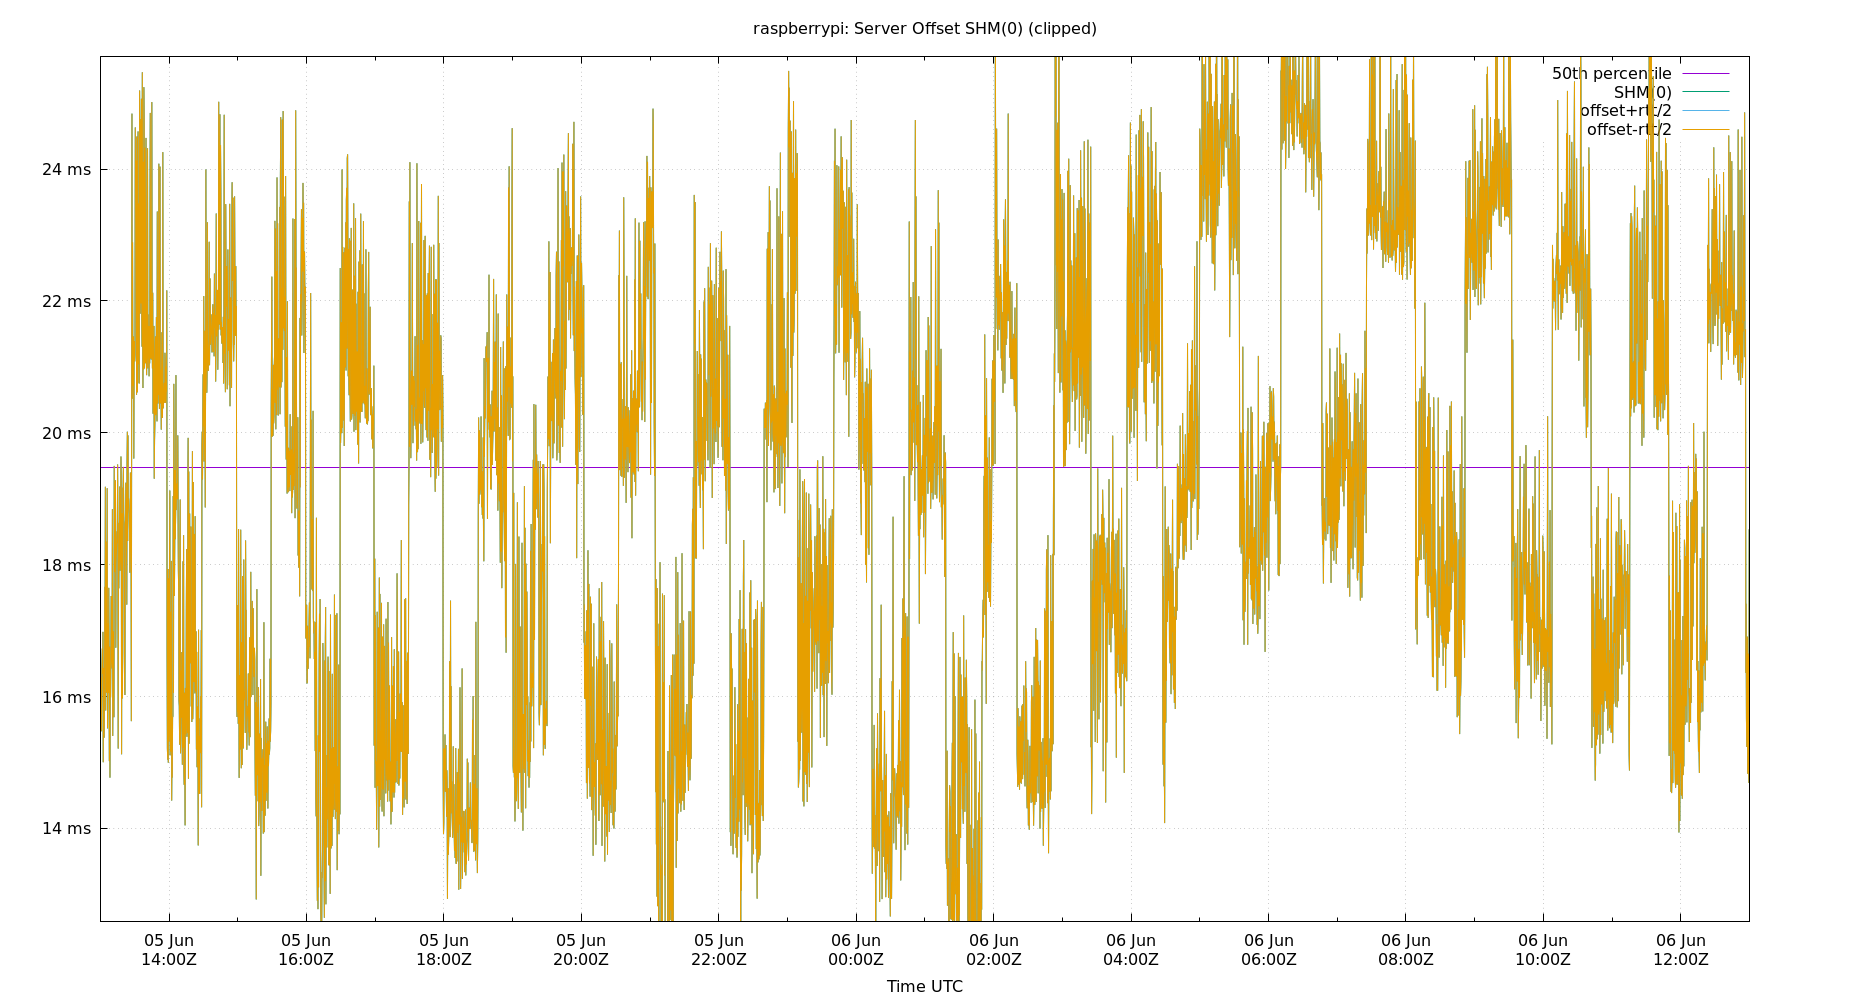 raspberrypi: Server Offset SHM(0) (clipped)
50th percentile
SHM(0)
offset+rtt/2
offset-rtt/2
24 ms
22 ms
20 ms
18 ms
16 ms
14 ms
05 Jun 05 Jun 05 Jun 05 Jun 05 Jun 06 Jun 06 Jun 06 Jun 06 Jun 06 Jun 06 Jun 06 Jun
14:00Z 16:00Z 18:00Z 20:00Z 22:00Z 00:00Z 02:00Z 04:00Z 06:00Z 08:00Z 10:00Z 12:00Z
Time UTC